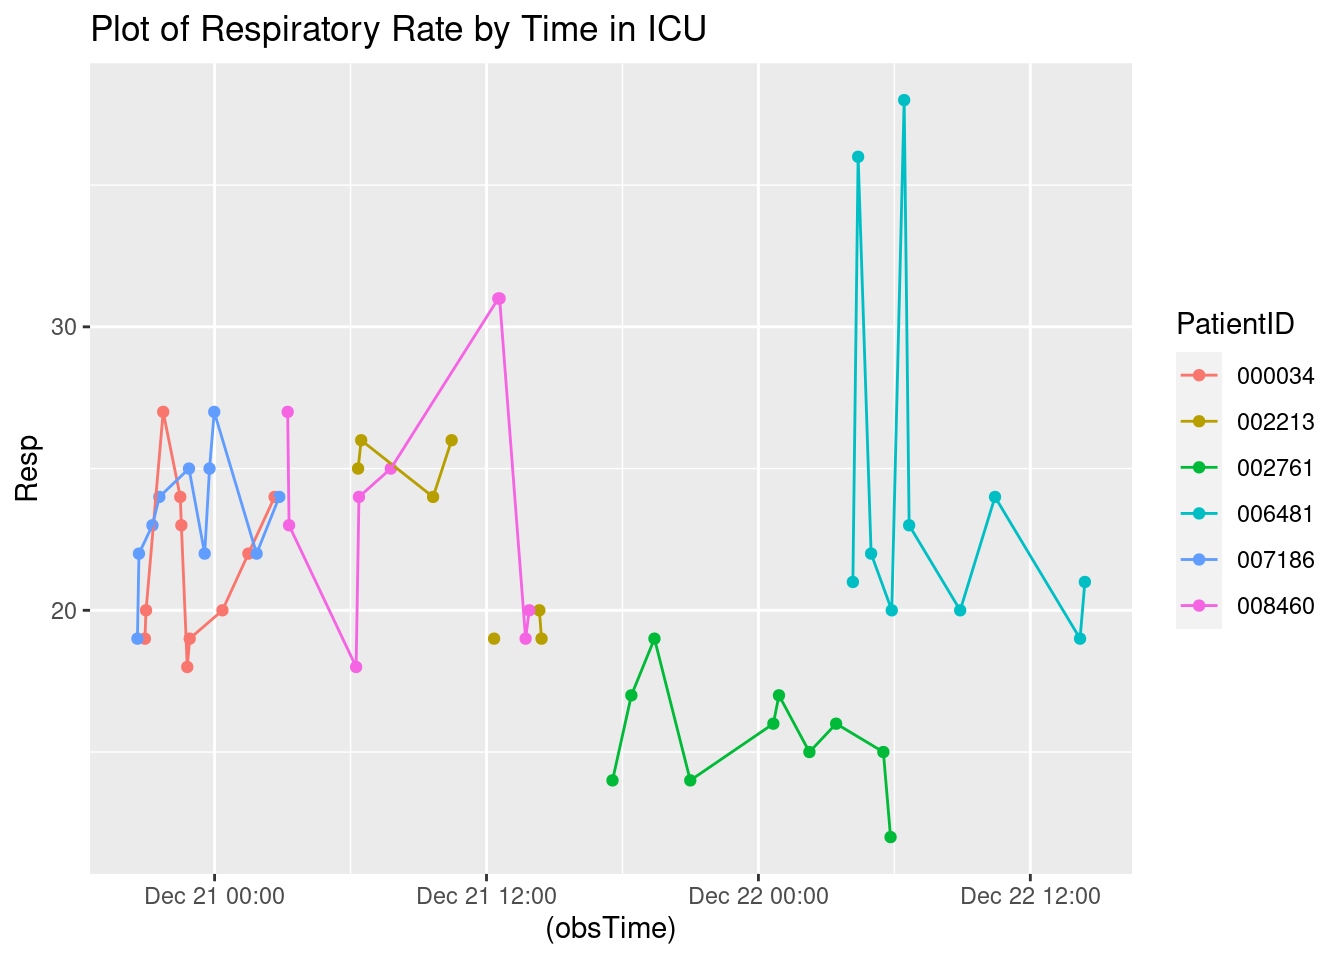 Plot of Respiratory Rate by Time in ICU
Resp
30
20
Dec 21 00:00
Dec 21 12:00
Dec 22 00:00
Dec 22 12:00
(obsTime)
PatientID
000034
002213
002761
006481
007186
008460